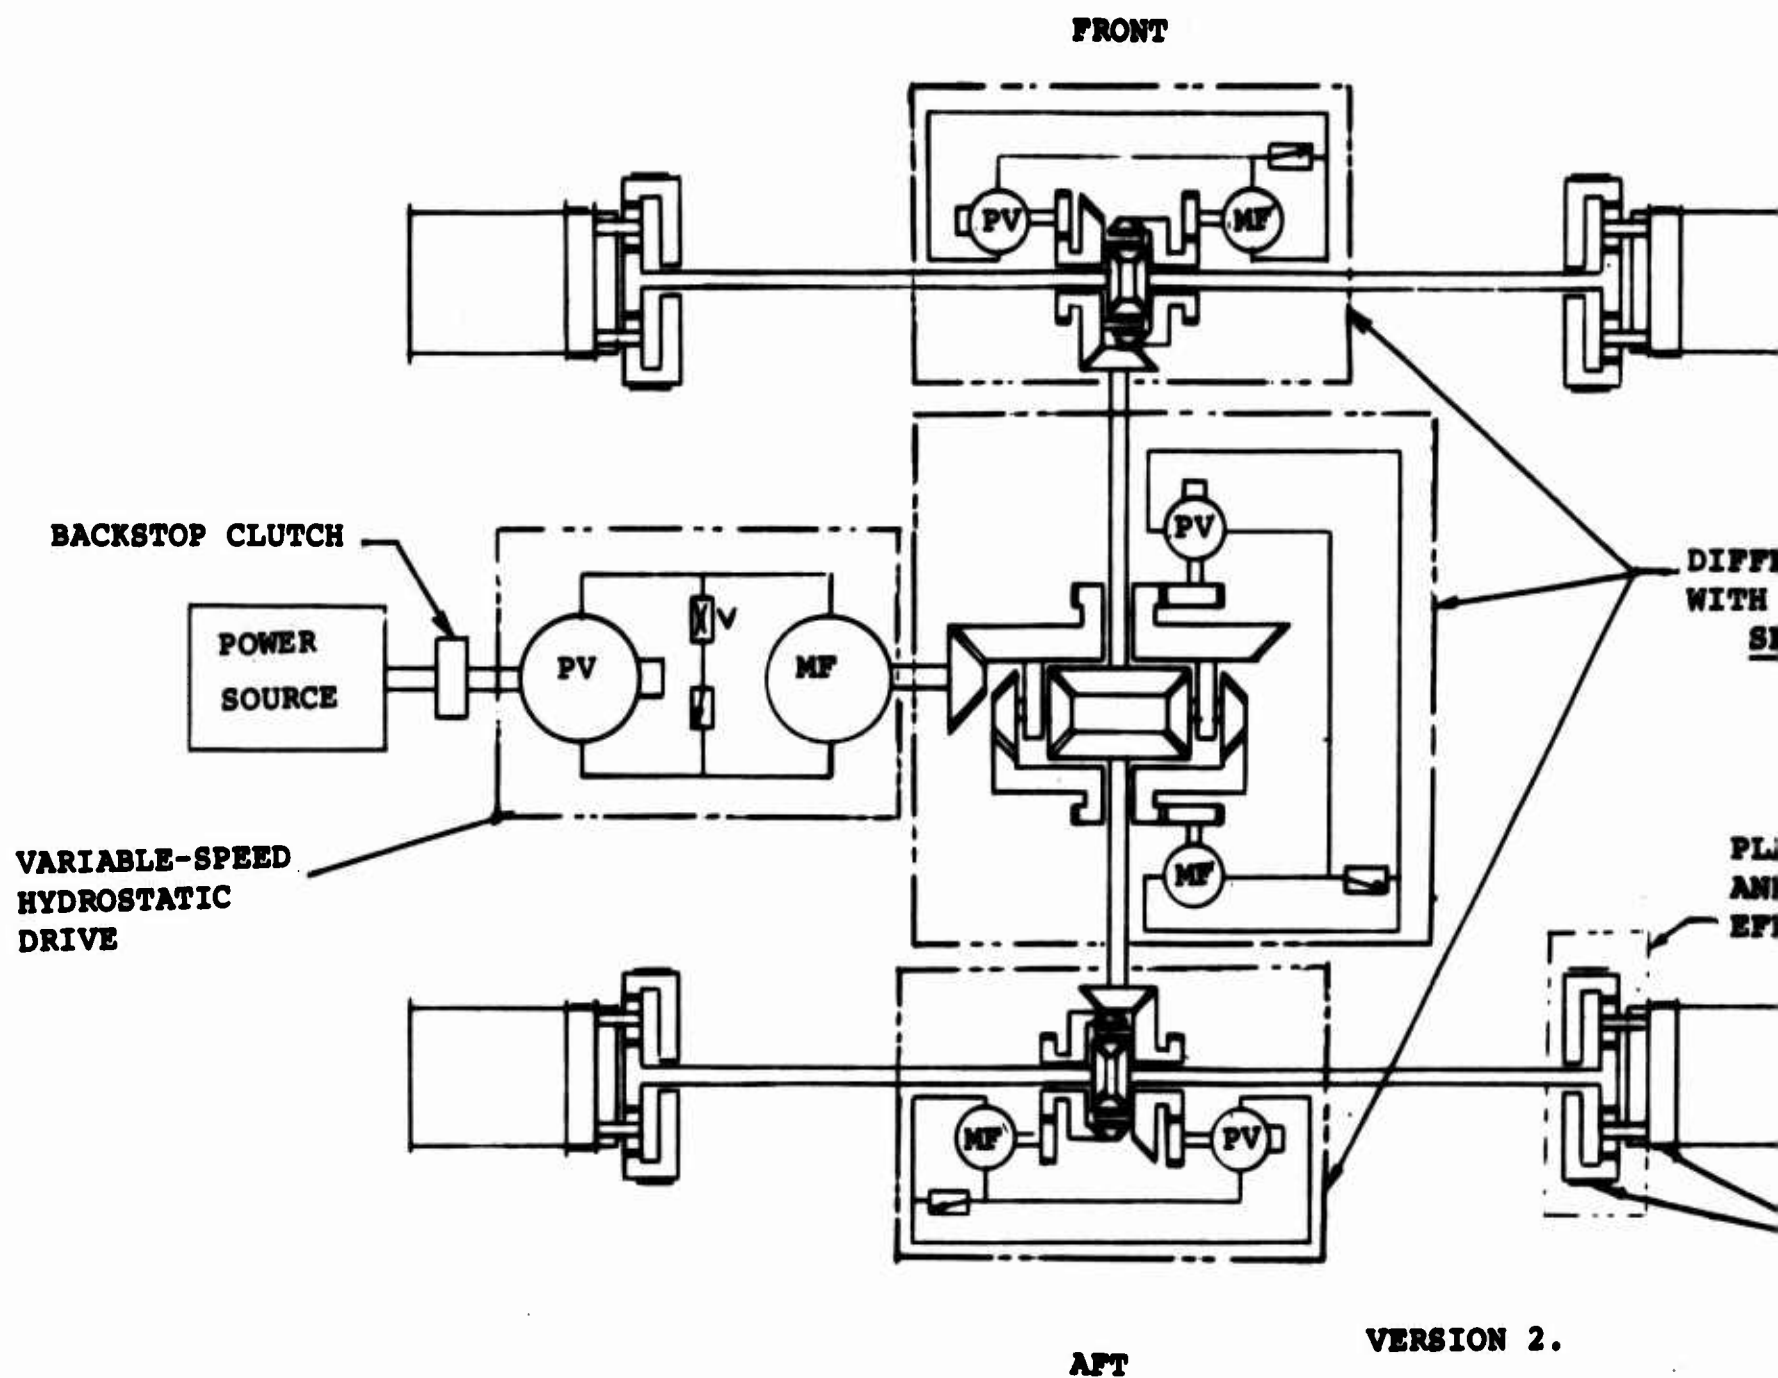 FRONT
PV
MF
BACKSTOP CLUTCH
POWER
SOURCE
PV
V
MF
PV
WITH
VARIABLE-SPEED
HYDROSTATIC
DRIVE
MF
MF
PV
VERSION 2.
AFT